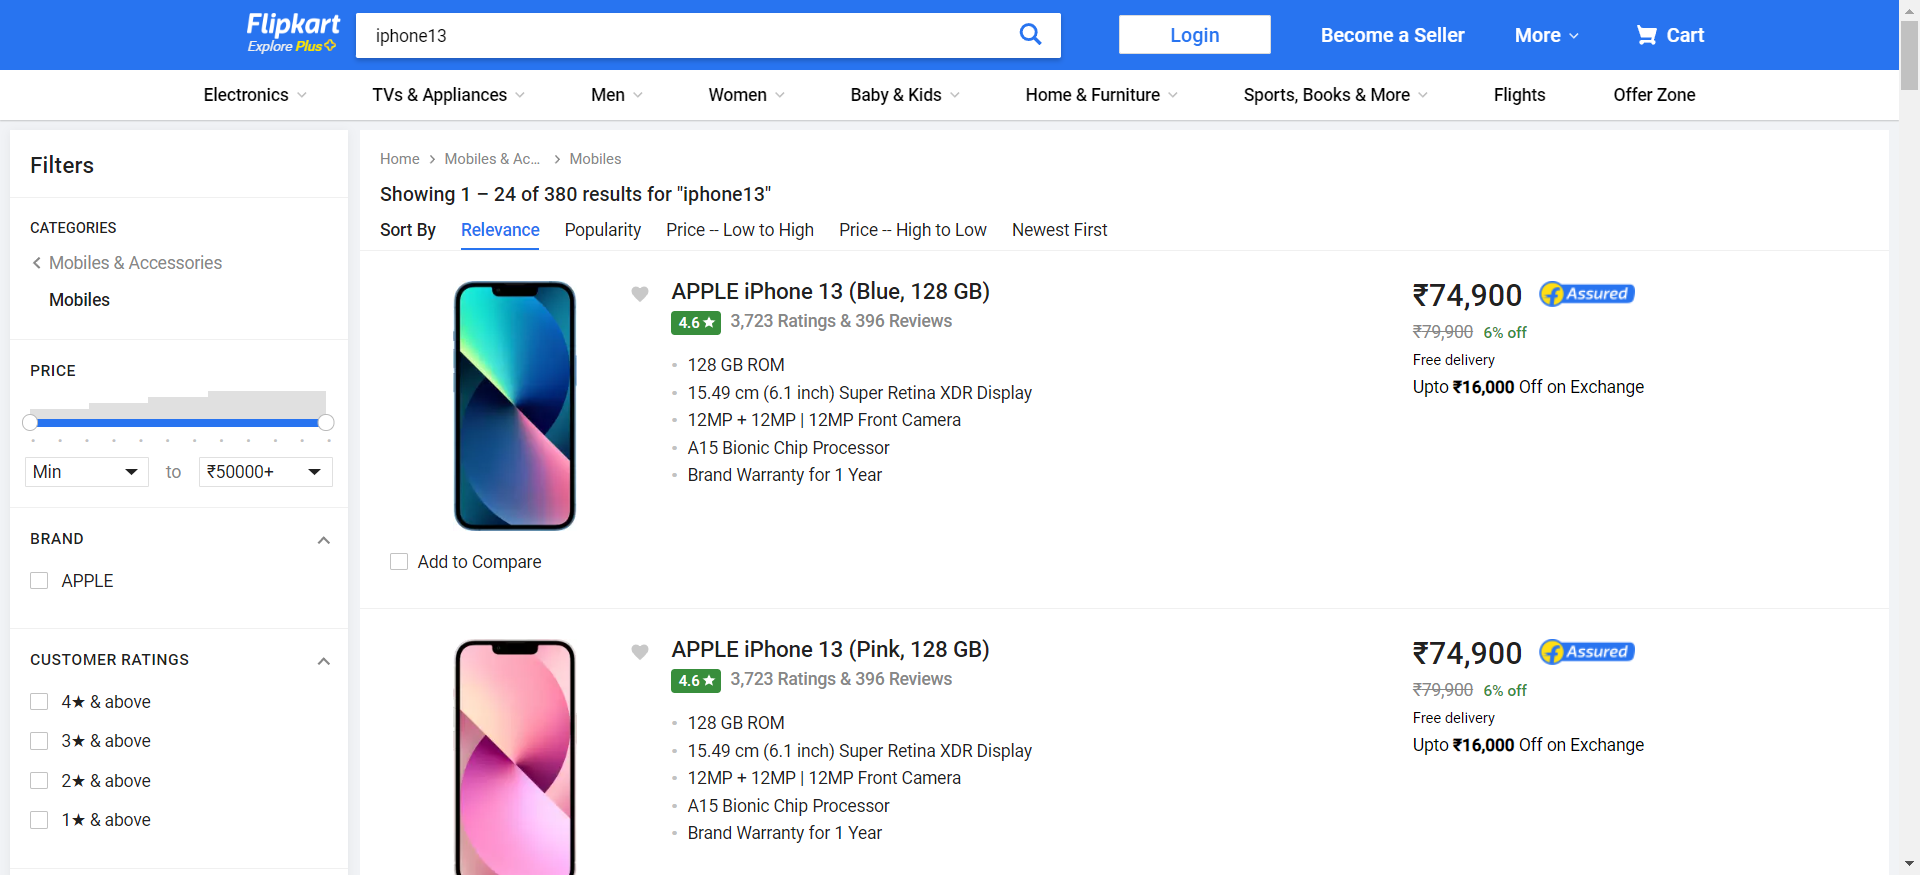 Flipkart
Explore Plus
iphone13
Login
Become a Seller
More
Cart
Electronics
TVs & Appliances
Men
Women
Baby & Kids
Home & Furniture
Sports, Books & More
Flights
Offer Zone
Filters
CATEGORIES
Mobiles & Accessories
Mobiles
PRICE
Min
to
₹50000+
BRAND
APPLE
CUSTOMER RATINGS
4★ & above
3★ & above
2★ & above
1★ & above
Home
Mobiles & Ac...
Mobiles
Showing 1 – 24 of 380 results for "iphone13"
Sort By
Relevance
Popularity
Price -- Low to High
Price -- High to Low
Newest First
APPLE iPhone 13 (Blue, 128 GB)
4.6★ 3,723 Ratings & 396 Reviews
128 GB ROM
15.49 cm (6.1 inch) Super Retina XDR Display
12MP + 12MP | 12MP Front Camera
A15 Bionic Chip Processor
Brand Warranty for 1 Year
₹74,900
Assured
₹79,900 6% off
Free delivery
Upto ₹16,000 Off on Exchange
Add to Compare
APPLE iPhone 13 (Pink, 128 GB)
4.6★ 3,723 Ratings & 396 Reviews
128 GB ROM
15.49 cm (6.1 inch) Super Retina XDR Display
12MP + 12MP | 12MP Front Camera
A15 Bionic Chip Processor
Brand Warranty for 1 Year
₹74,900
Assured
₹79,900 6% off
Free delivery
Upto ₹16,000 Off on Exchange